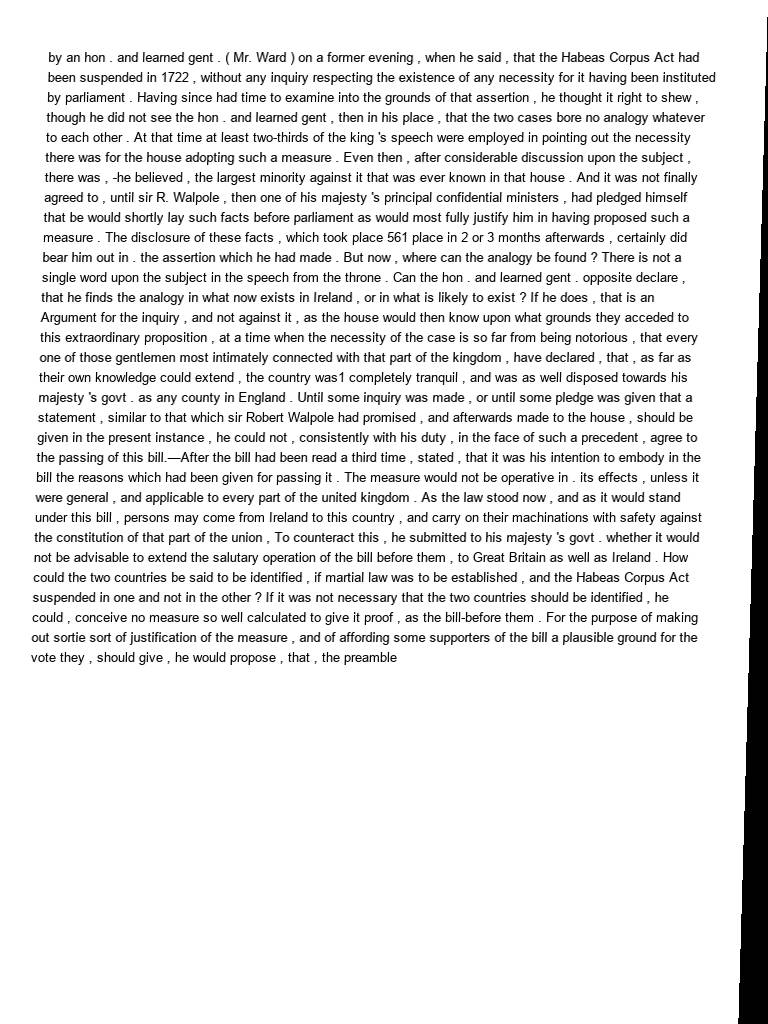 by an hon . and learned gent . ( Mr. Ward ) on a former evening , when he said , that the Habeas Corpus Act had
been suspended in 1722 , without any inquiry respecting the existence of any necessity for it having been instituted
by parliament . Having since had time to examine into the grounds of that assertion , he thought it right to shew ,
though he did not see the hon . and learned gent , then in his place , that the two cases bore no analogy whatever
to each other . At that time at least two-thirds of the king 's speech were employed in pointing out the necessity
there was for the house adopting such a measure . Even then , after considerable discussion upon the subject ,
there was , -he believed , the largest minority against it that was ever known in that house . And it was not finally
agreed to , until sir R. Walpole , then one of his majesty 's principal confidential ministers , had pledged himself
that be would shortly lay such facts before parliament as would most fully justify him in having proposed such a
measure . The disclosure of these facts , which took place 561 place in 2 or 3 months afterwards , certainly did
bear him out in . the assertion which he had made . But now , where can the analogy be found ? There is not a
single word upon the subject in the speech from the throne . Can the hon . and learned gent . opposite declare ,
that he finds the analogy in what now exists in Ireland , or in what is likely to exist ? If he does , that is an
Argument for the inquiry , and not against it , as the house would then know upon what grounds they acceded to
this extraordinary proposition , at a time when the necessity of the case is so far from being notorious , that every
one of those gentlemen most intimately connected with that part of the kingdom , have declared , that , as far as
their own knowledge could extend , the country was1 completely tranquil , and was as well disposed towards his
majesty 's govt . as any county in England . Until some inquiry was made , or until some pledge was given that a
statement , similar to that which sir Robert Walpole had promised , and afterwards made to the house , should be
given in the present instance , he could not , consistently with his duty , in the face of such a precedent , agree to
the passing of this bill.—After the bill had been read a third time , stated , that it was his intention to embody in the
bill the reasons which had been given for passing it . The measure would not be operative in . its effects , unless it
were general , and applicable to every part of the united kingdom . As the law stood now , and as it would stand
under this bill , persons may come from Ireland to this country , and carry on their machinations with safety against
the constitution of that part of the union , To counteract this , he submitted to his majesty 's govt . whether it would
not be advisable to extend the salutary operation of the bill before them , to Great Britain as well as Ireland . How
could the two countries be said to be identified , if martial law was to be established , and the Habeas Corpus Act
suspended in one and not in the other ? If it was not necessary that the two countries should be identified , he
could , conceive no measure so well calculated to give it proof , as the bill-before them . For the purpose of making
out sortie sort of justification of the measure , and of affording some supporters of the bill a plausible ground for the
vote they , should give , he would propose , that , the preamble